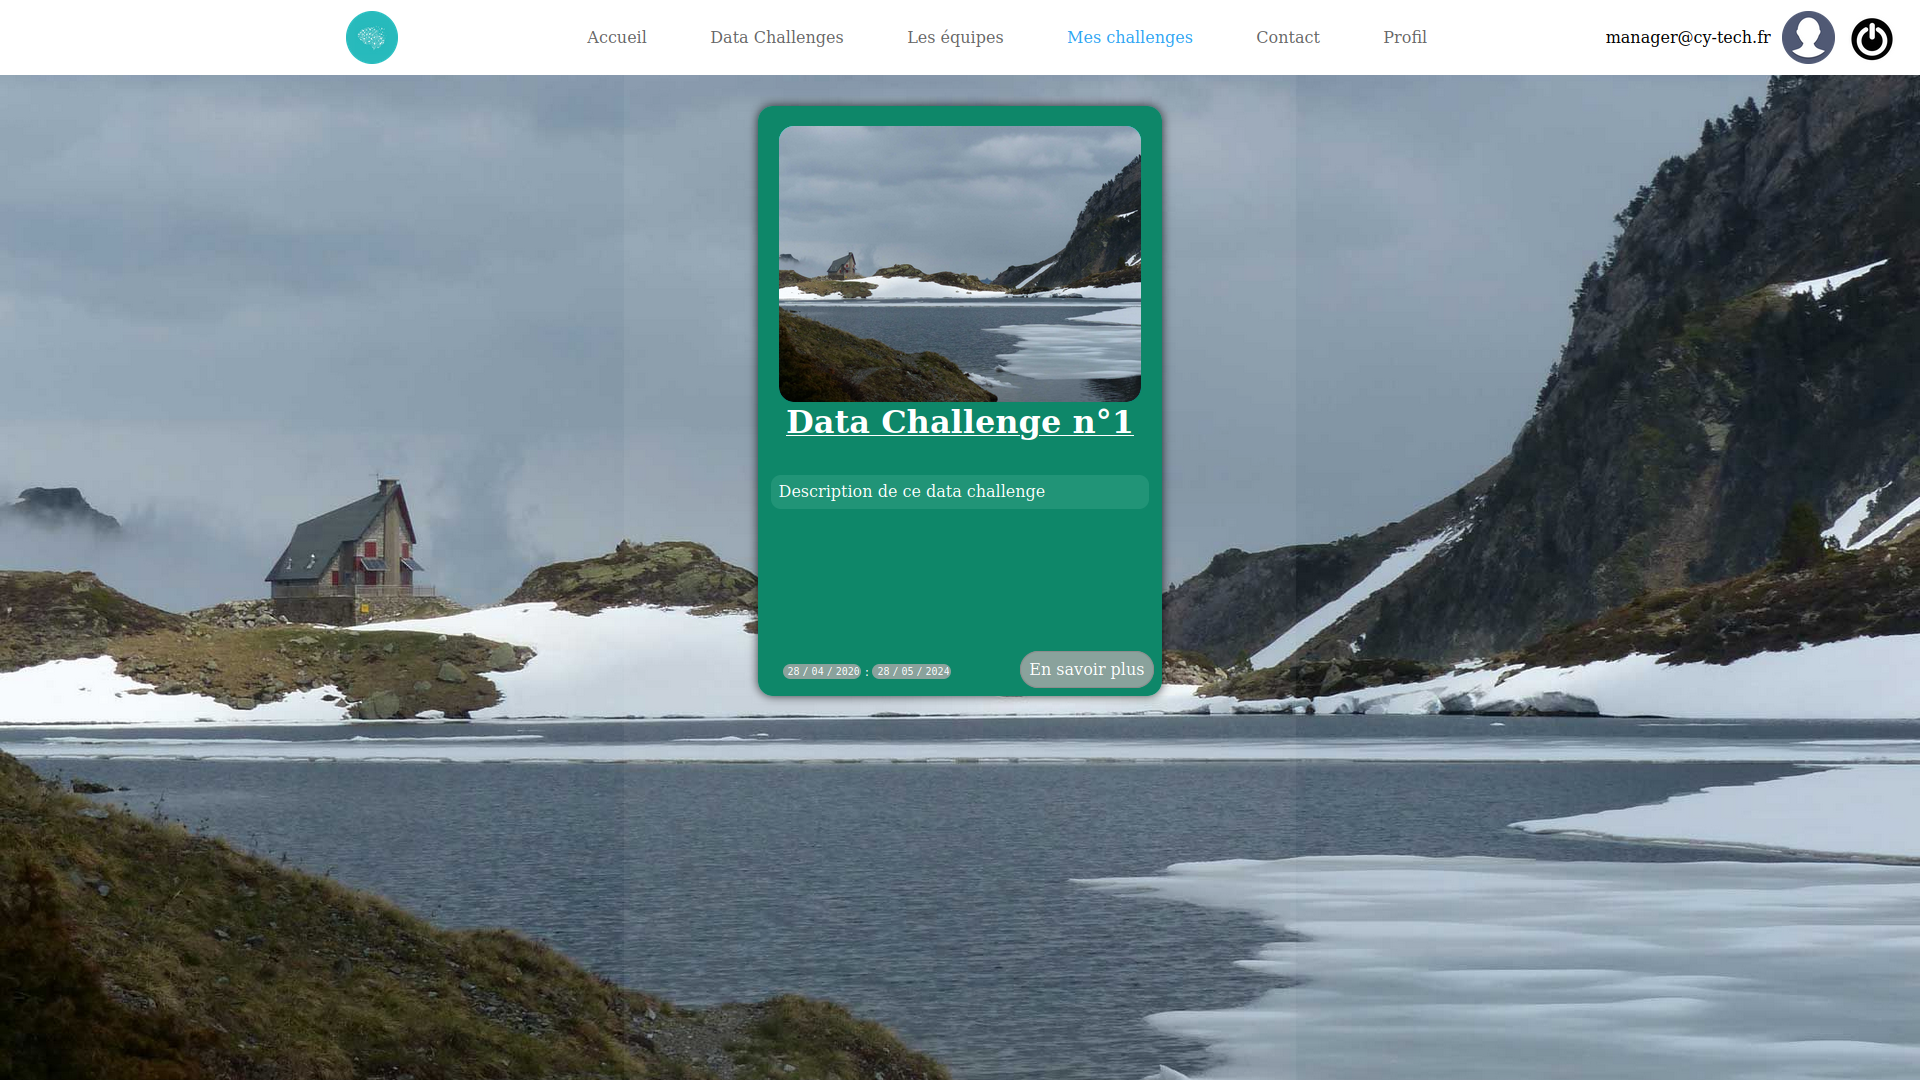 Accueil
Data Challenges
Les équipes
Mes challenges
Contact
Profil
manager@cy-tech.fr
Data Challenge n°1
Description de ce data challenge
28 / 04 / 2020 : 28 / 05 / 2024
En savoir plus